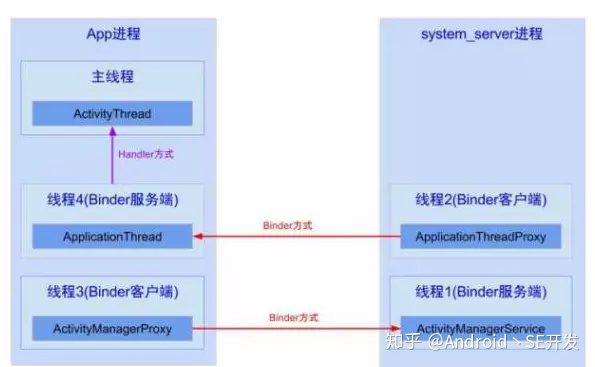 App进程
system_server进程
主线程
ActivityThread
Handler方式
线程4(Binder服务端)
ApplicationThread
Binder方式
线程2(Binder客户端)
ApplicationThreadProxy
线程3(Binder客户端)
ActivityManagerProxy
Binder方式
线程1(Binder服务端)
ActivityManagerService
知乎 @Android丶SE开发